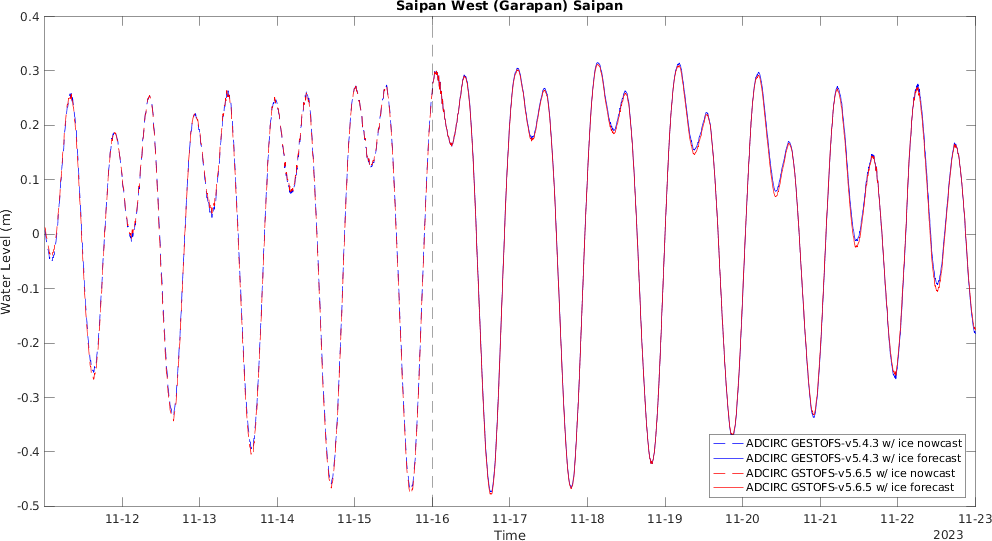 Saipan West (Garapan) Saipan
Water Level (m)
0.4
0.3
0.2
0.1
0
-0.1
-0.2
-0.3
-0.4
-0.5
ADCIRC GESTOFS-v5.4.3 w/ ice nowcast
ADCIRC GESTOFS-v5.4.3 w/ ice forecast
ADCIRC GSTOFS-v5.6.5 w/ ice nowcast
ADCIRC GSTOFS-v5.6.5 w/ ice forecast
11-12 11-13 11-14 11-15 11-16 11-17 11-18 11-19 11-20 11-21 11-22 11-23
Time
2023